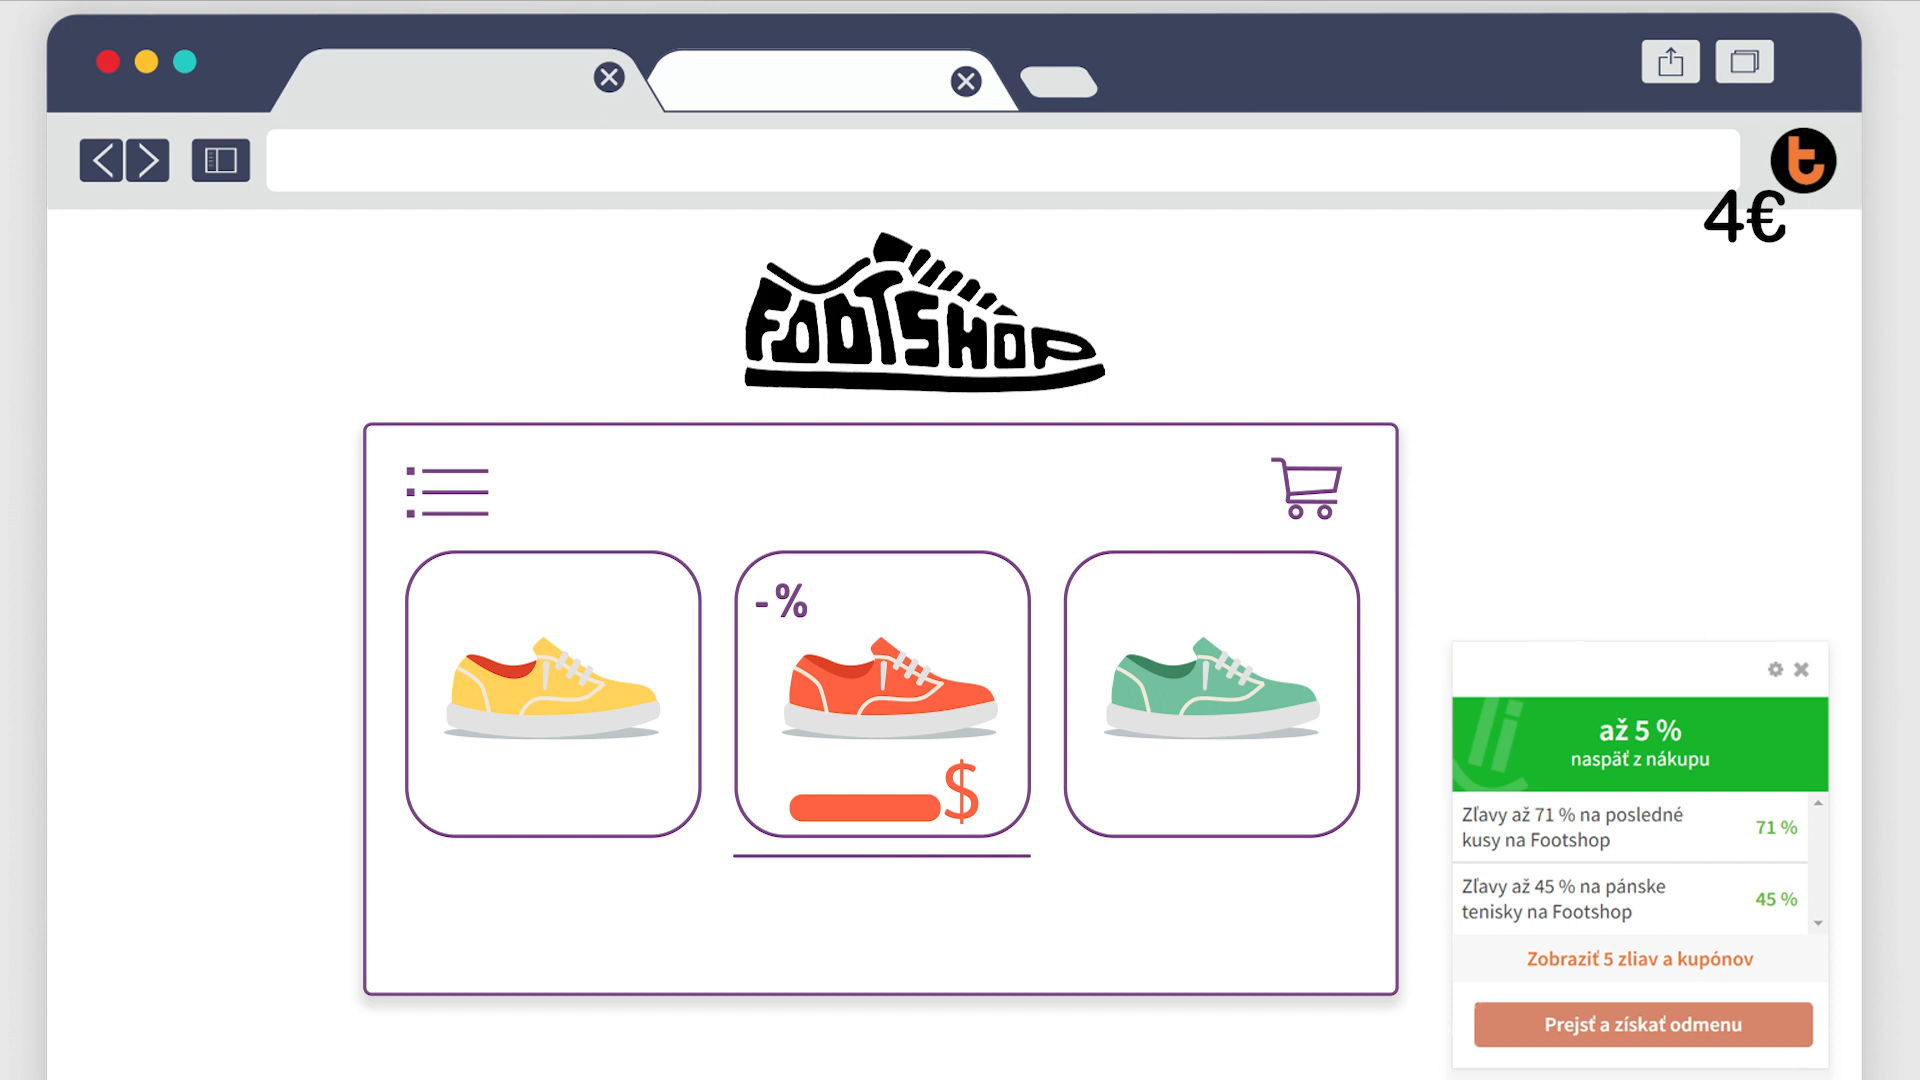 t
4€
FOOTSHOP
-%
$
až 5 %
naspäť z nákupu
Zľavy až 71 % na posledné
kusy na Footshop
71 %
Zľavy až 45 % na pánske
tenisky na Footshop
45 %
Zobraziť 5 zliav a kupónov
Prejsť a získať odmenu